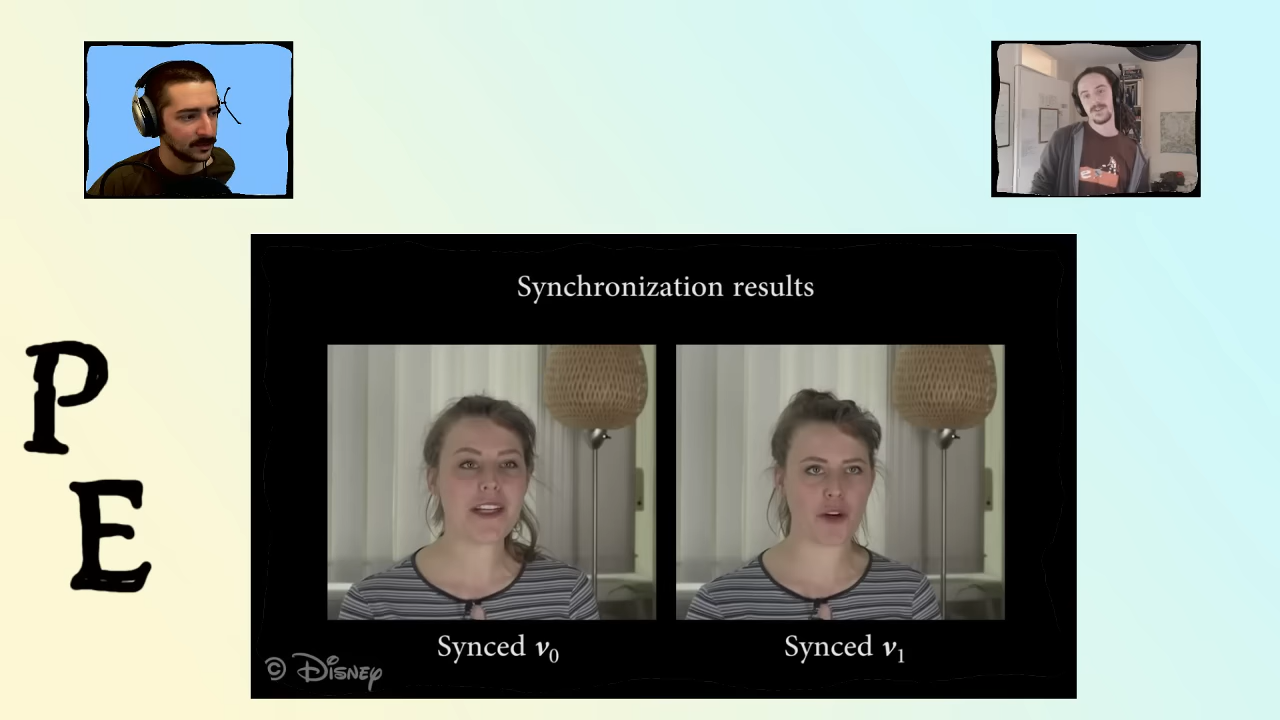 Synchronization results
P
E
Synced v0
Synced v1
© Disney